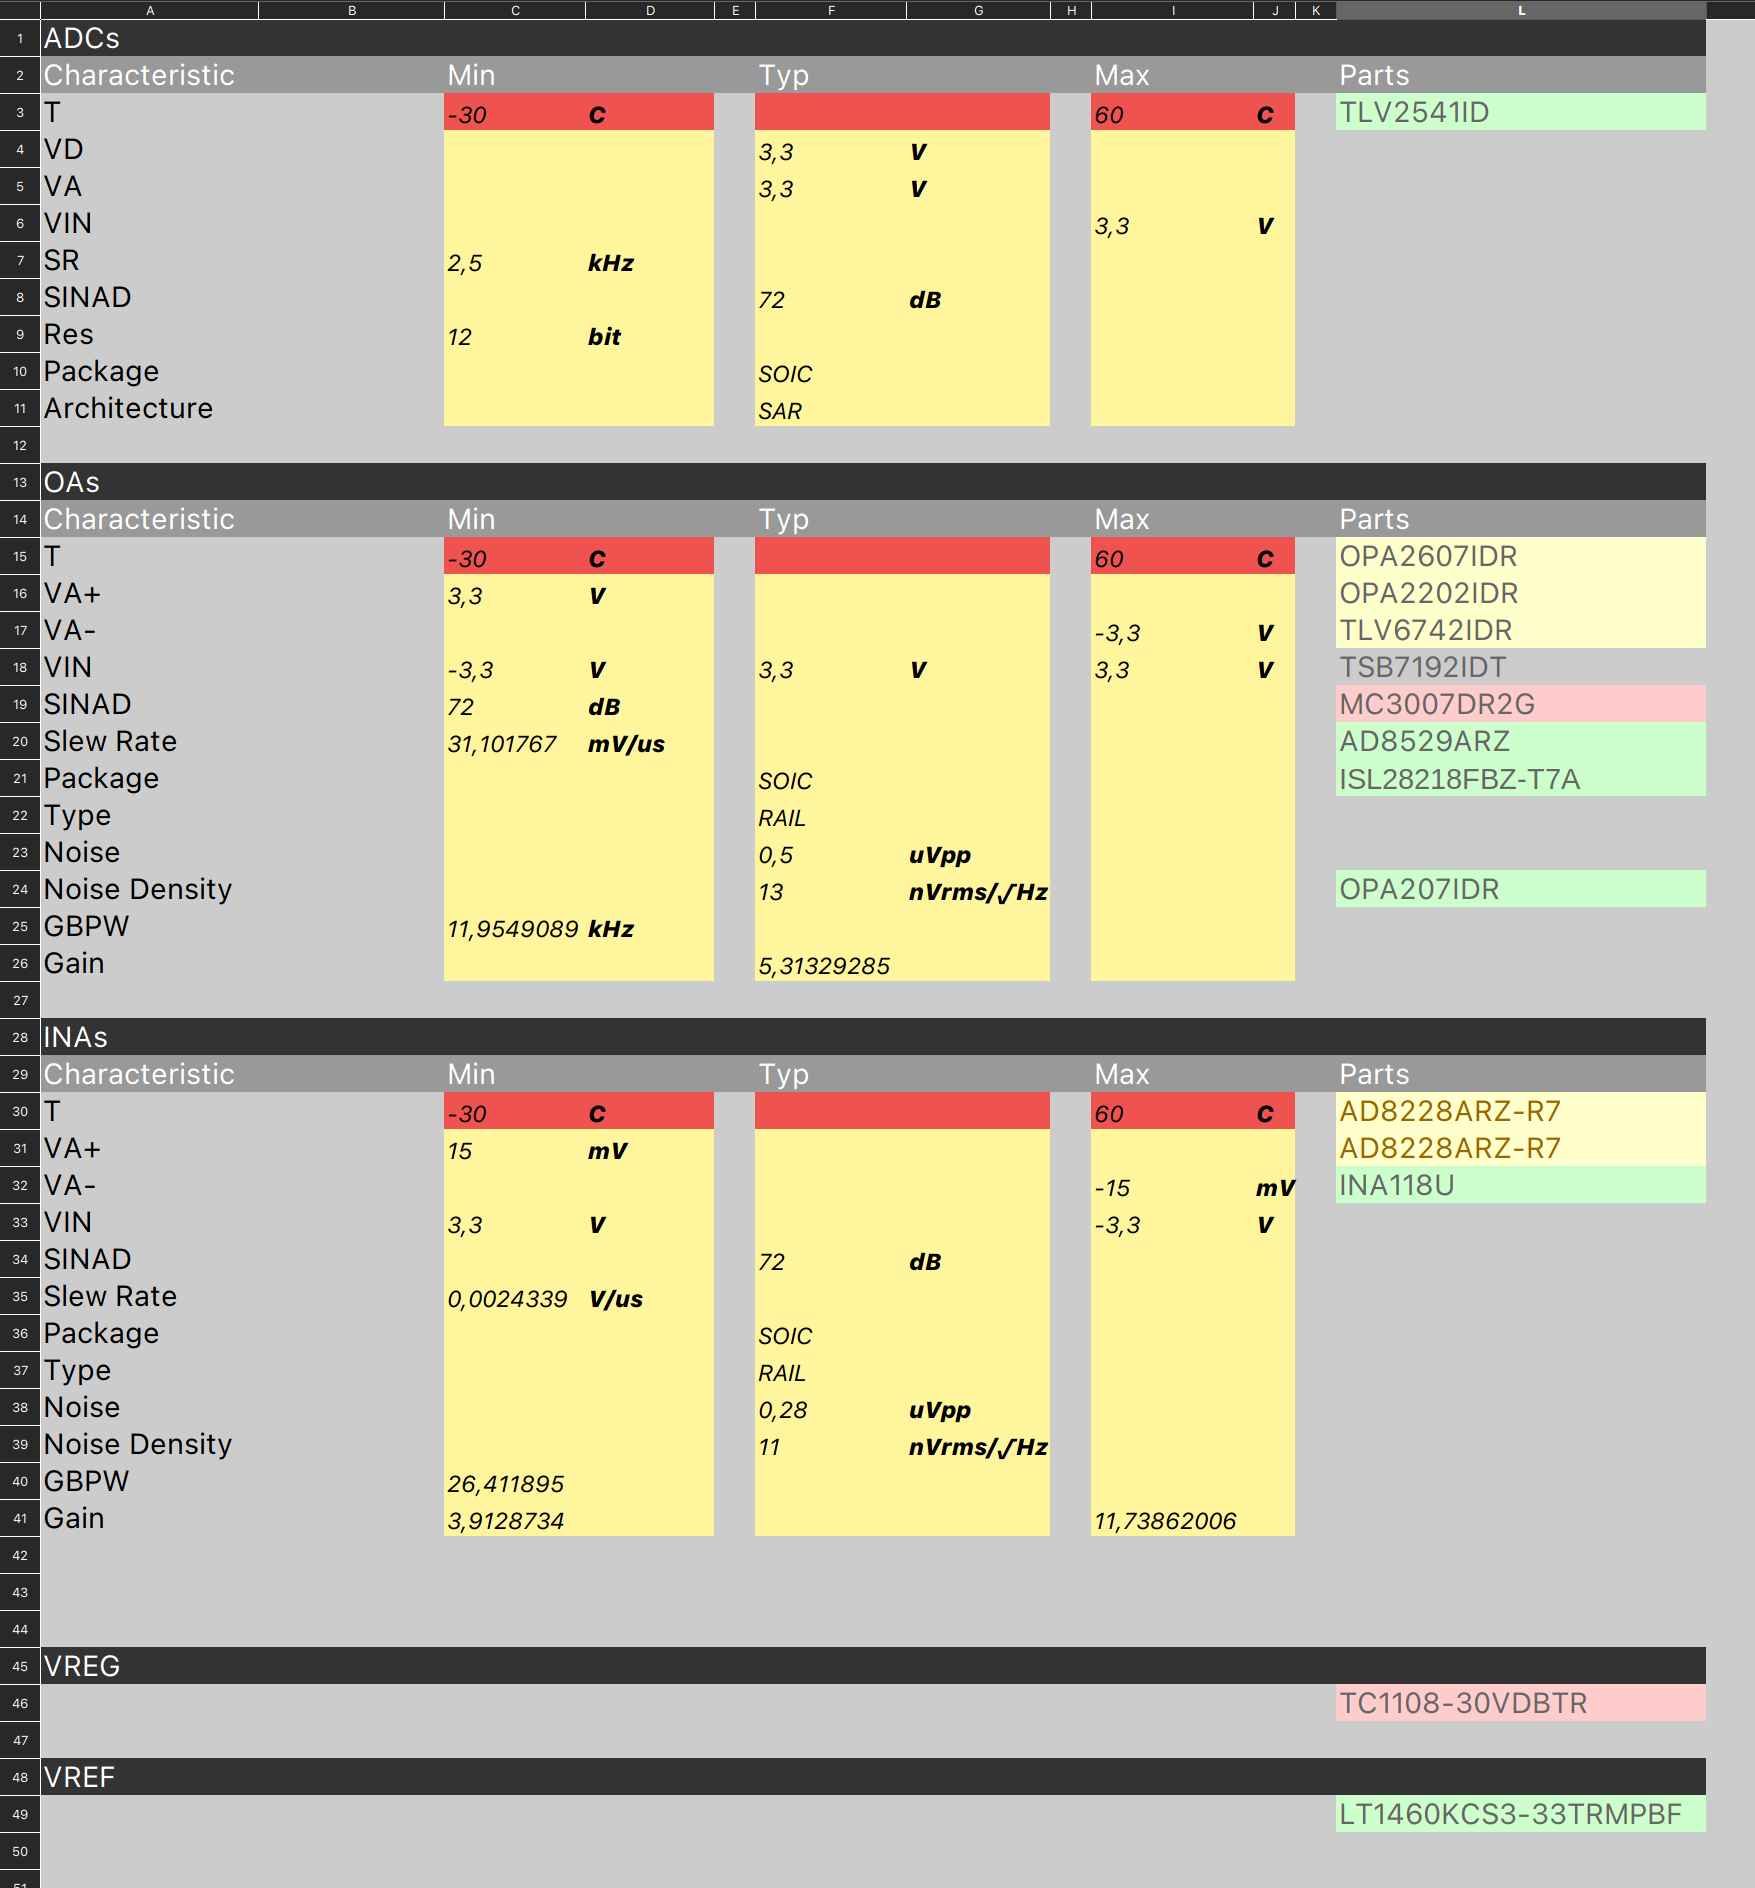 A B C D E F G H I J K L
1 ADCs
2 Characteristic Min Typ Max Parts
3 T -30 C 60 C TLV2541ID
4 VD 3,3 V
5 VA 3,3 V
6 VIN 3,3 V
7 SR 2,5 kHz
8 SINAD 72 dB
9 Res 12 bit
10 Package SOIC
11 Architecture SAR
12
13 OAs
14 Characteristic Min Typ Max Parts
15 T -30 C 60 C OPA2607IDR
16 VA+ 3,3 V OPA2202IDR
17 VA- -3,3 V TLV6742IDR
18 VIN -3,3 V 3,3 V 3,3 V TSB7192IDT
19 SINAD 72 dB MC3007DR2G
20 Slew Rate 31,101767 mV/us AD8529ARZ
21 Package SOIC ISL28218FBZ-T7A
22 Type RAIL
23 Noise 0,5 uVpp
24 Noise Density 13 nVrms/√Hz OPA207IDR
25 GBPW 11,9549089 kHz
26 Gain 5,31329285
27
28 INAs
29 Characteristic Min Typ Max Parts
30 T -30 C 60 C AD8228ARZ-R7
31 VA+ 15 mV AD8228ARZ-R7
32 VA- -15 mV INA118U
33 VIN 3,3 V -3,3 V
34 SINAD 72 dB
35 Slew Rate 0,0024339 V/us
36 Package SOIC
37 Type RAIL
38 Noise 0,28 uVpp
39 Noise Density 11 nVrms/√Hz
40 GBPW 26,411895
41 Gain 3,9128734 11,73862006
42
43
44
45 VREG
46 TC1108-30VDBTR
47
48 VREF
49 LT1460KCS3-33TRMPBF
50
51